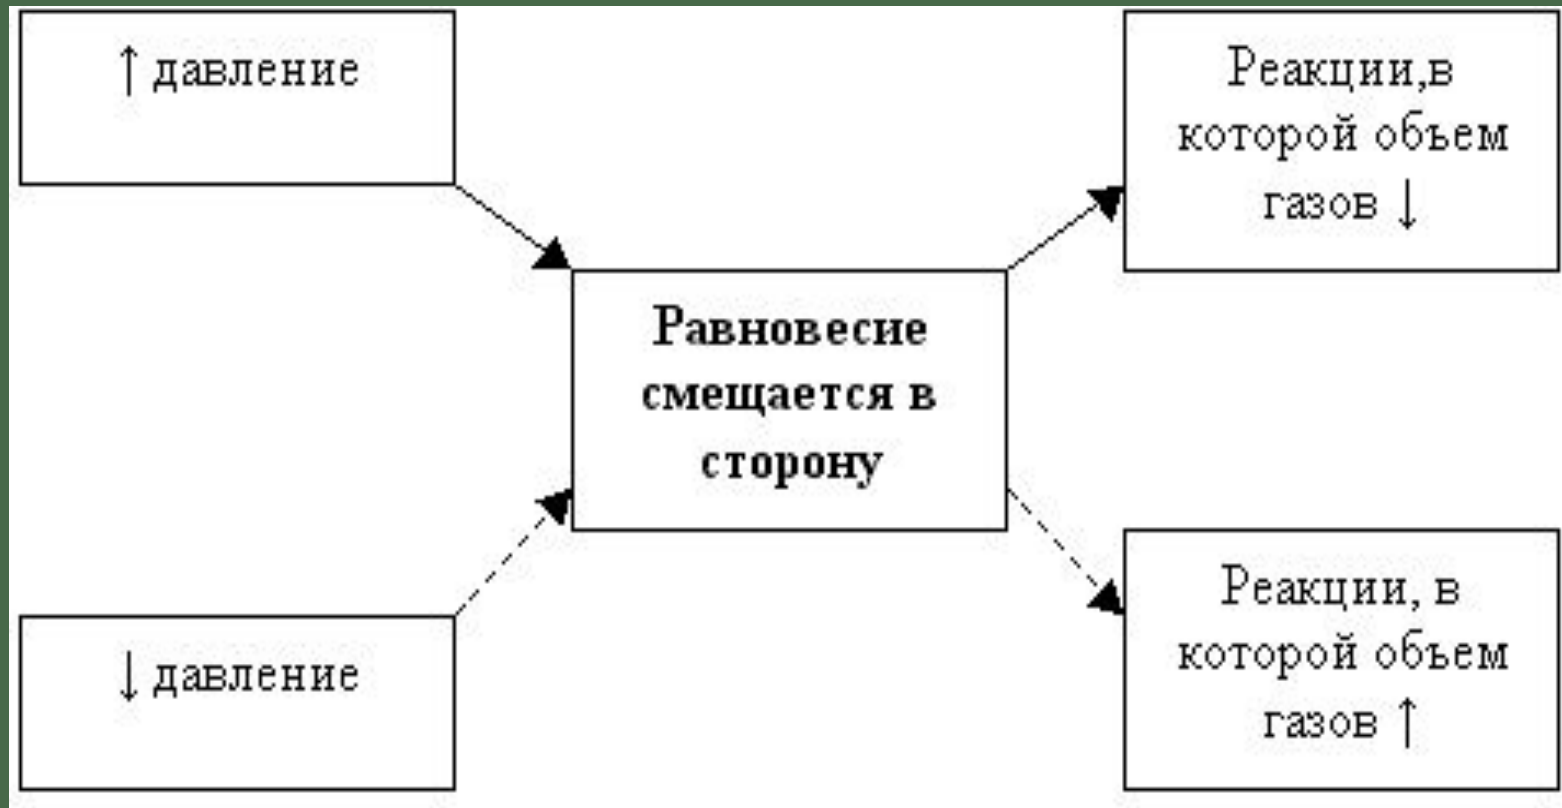 ↑ давление
Реакции,в
которой объем
газов ↓
Равновесие
смещается в
сторону
↓ давление
Реакции, в
которой объем
газов ↑